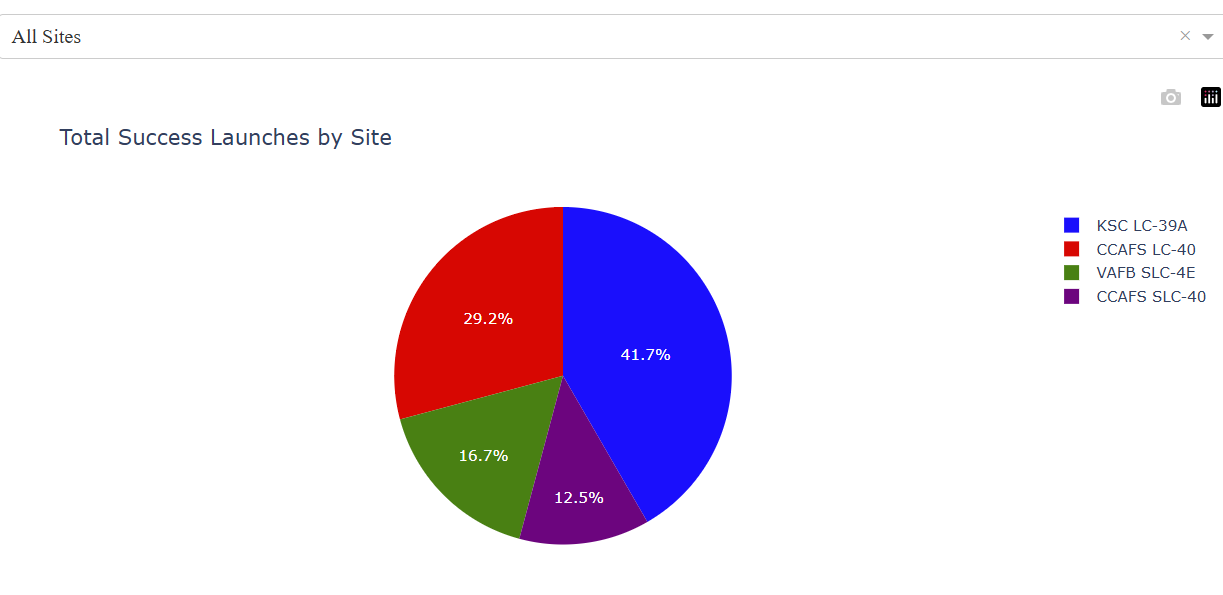 All Sites
Total Success Launches by Site
KSC LC-39A
CCAFS LC-40
VAFB SLC-4E
CCAFS SLC-40
29.2%
41.7%
16.7%
12.5%